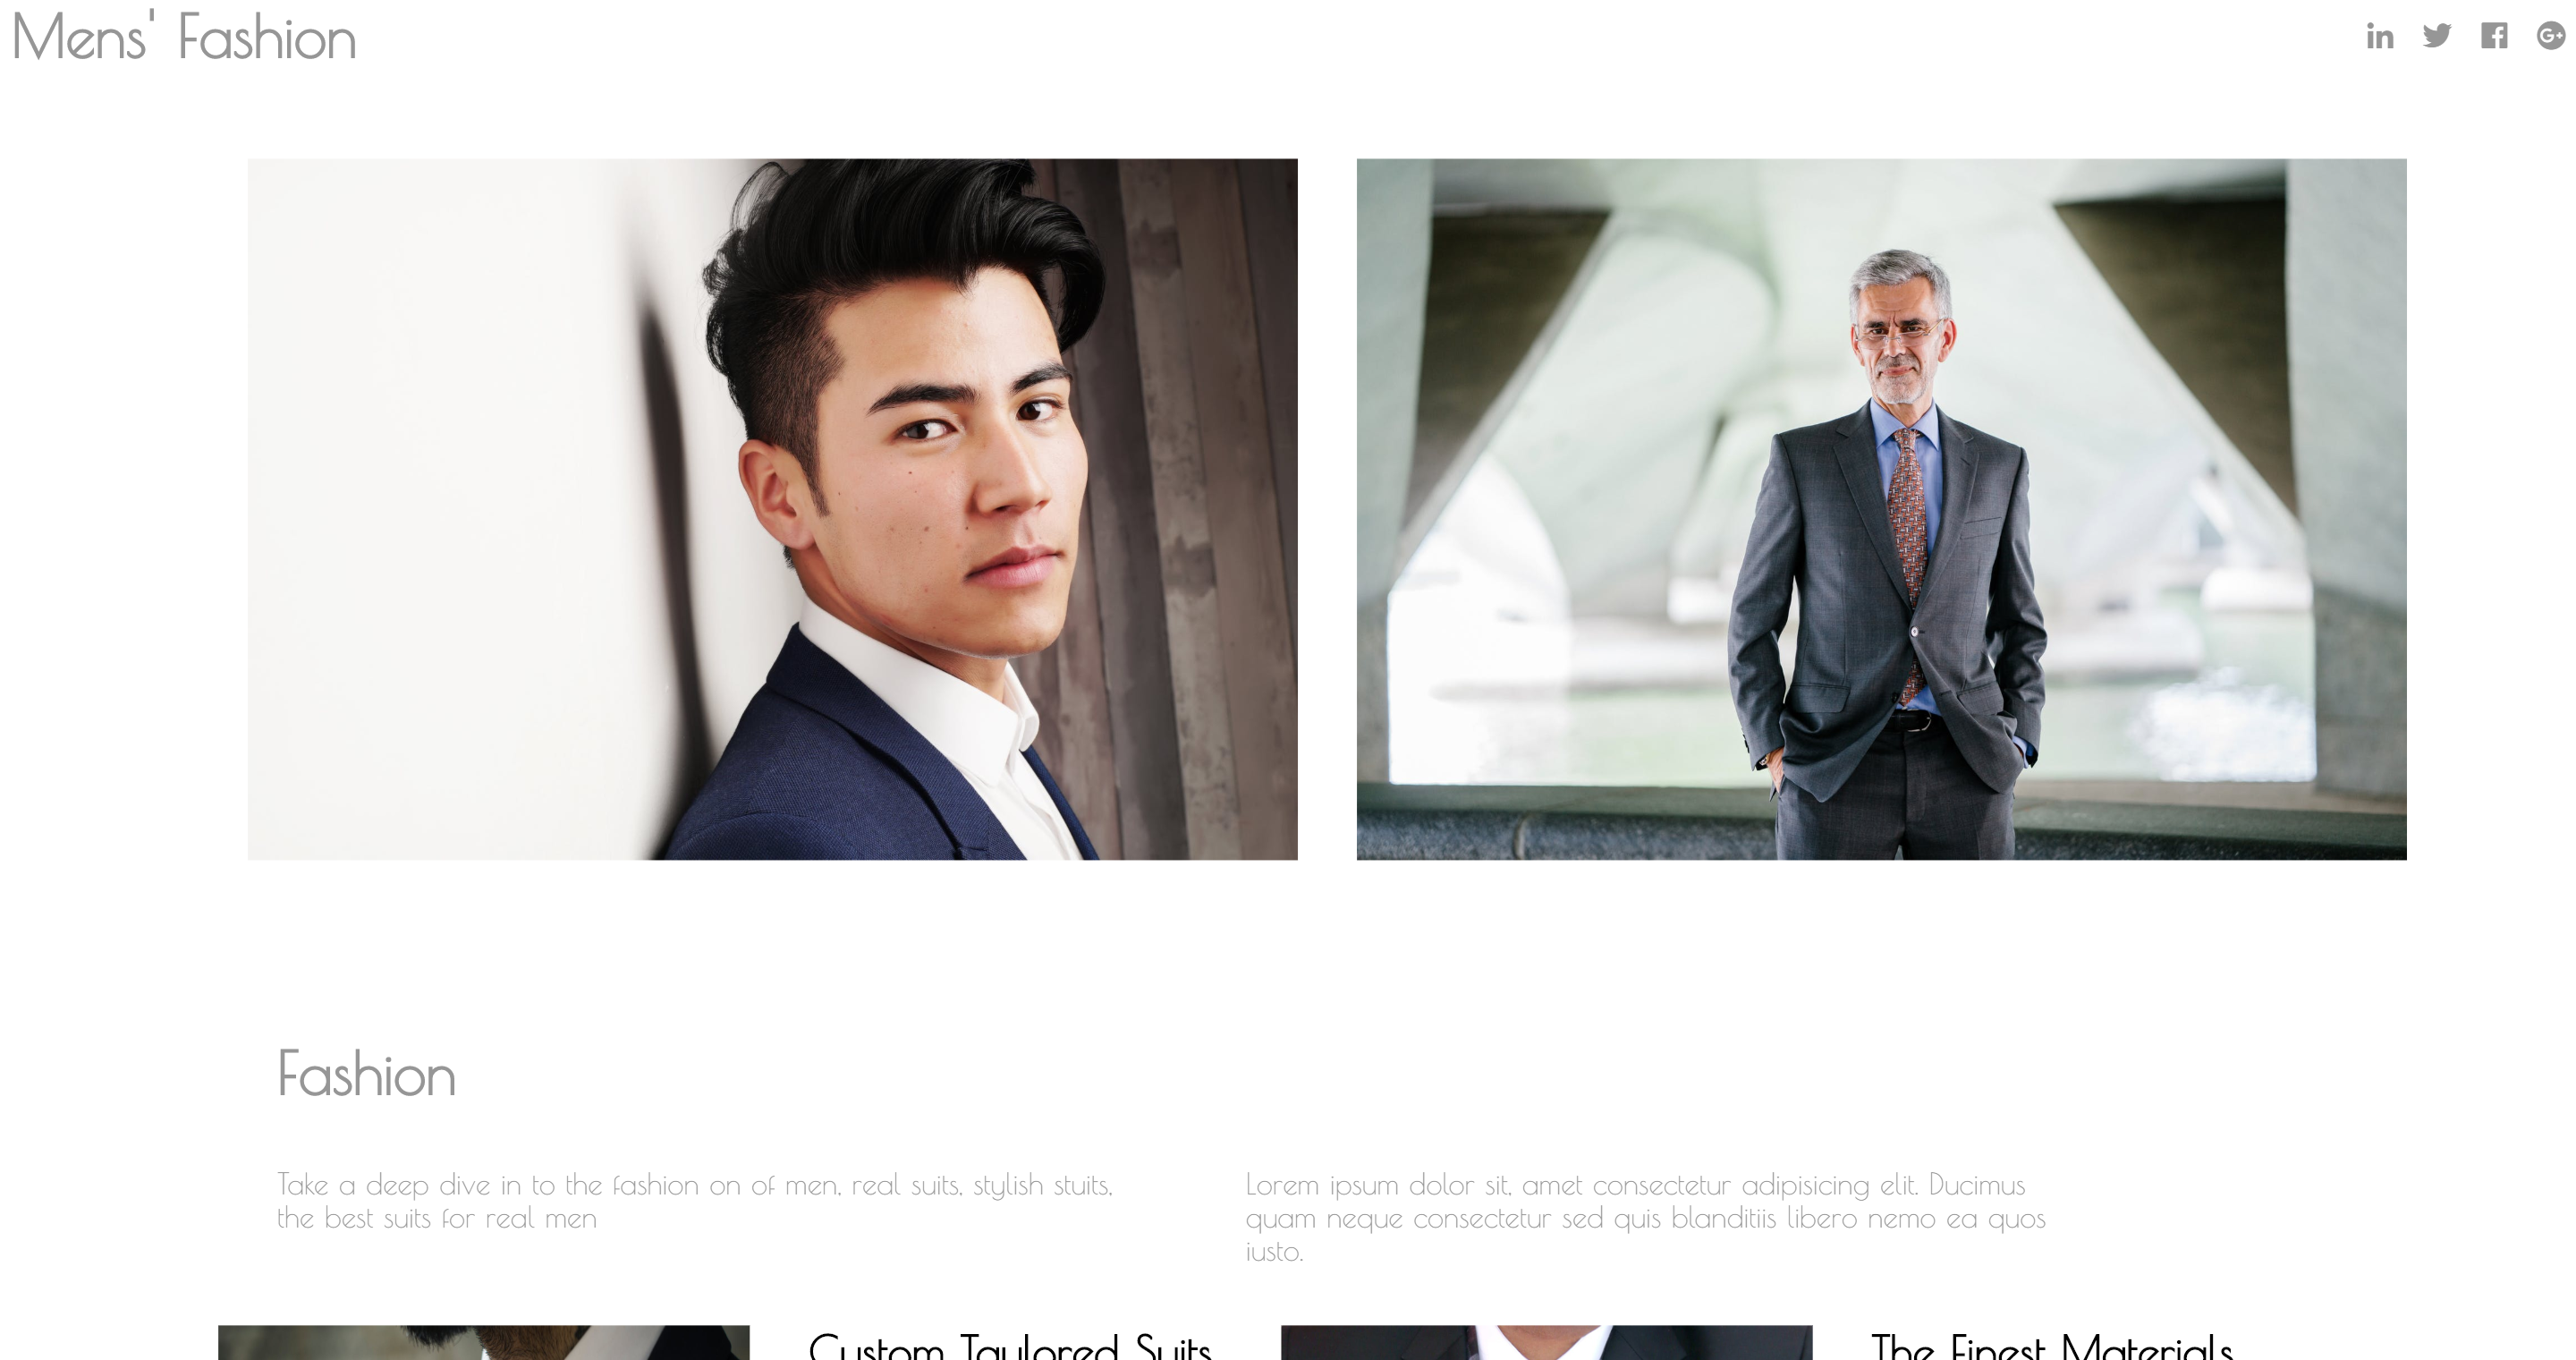 Mens' Fashion
Fashion
Take a deep dive in to the fashion on of men, real suits, stylish stuits,
the best suits for real men
Lorem ipsum dolor sit, amet consectetur adipisicing elit. Ducimus
quam neque consectetur sed quis blanditiis libero nemo ea quos
iusto.
Custom Taylored Suits
The Finest Materials